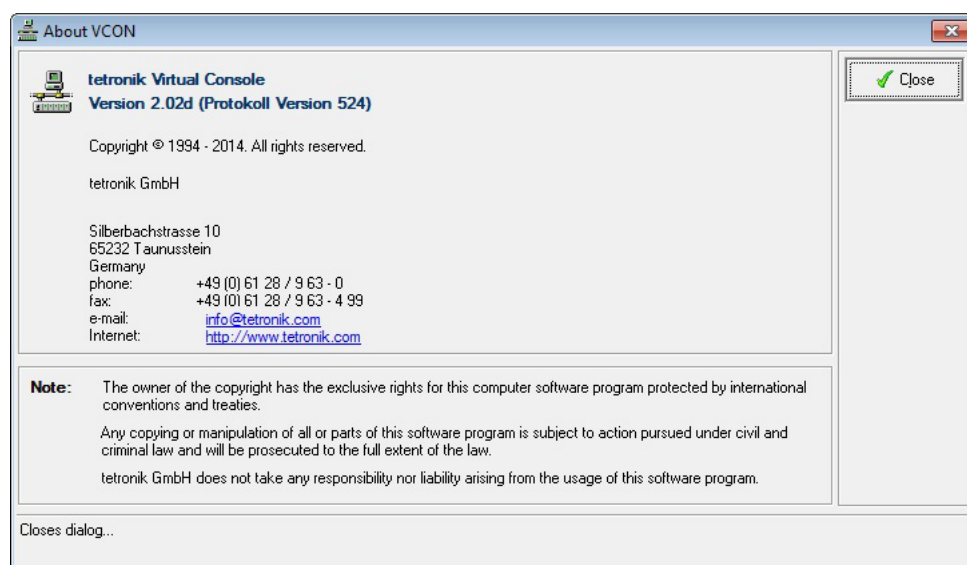 About VCON
tetronik Virtual Console
Version 2.02d (Protokoll Version 524)
Close
Copyright © 1994 - 2014. All rights reserved.
tetronik GmbH
Silberbachstrasse 10
65232 Taunusstein
Germany
phone: +49 (0) 61 28 / 9 63 - 0
fax: +49 (0) 61 28 / 9 63 - 4 99
e-mail: info@tetronik.com
Internet: http://www.tetronik.com
Note: The owner of the copyright has the exclusive rights for this computer software program protected by international
conventions and treaties.
Any copying or manipulation of all or parts of this software program is subject to action pursued under civil and
criminal law and will be prosecuted to the full extent of the law.
tetronik GmbH does not take any responsibility nor liability arising from the usage of this software program.
Closes dialog...